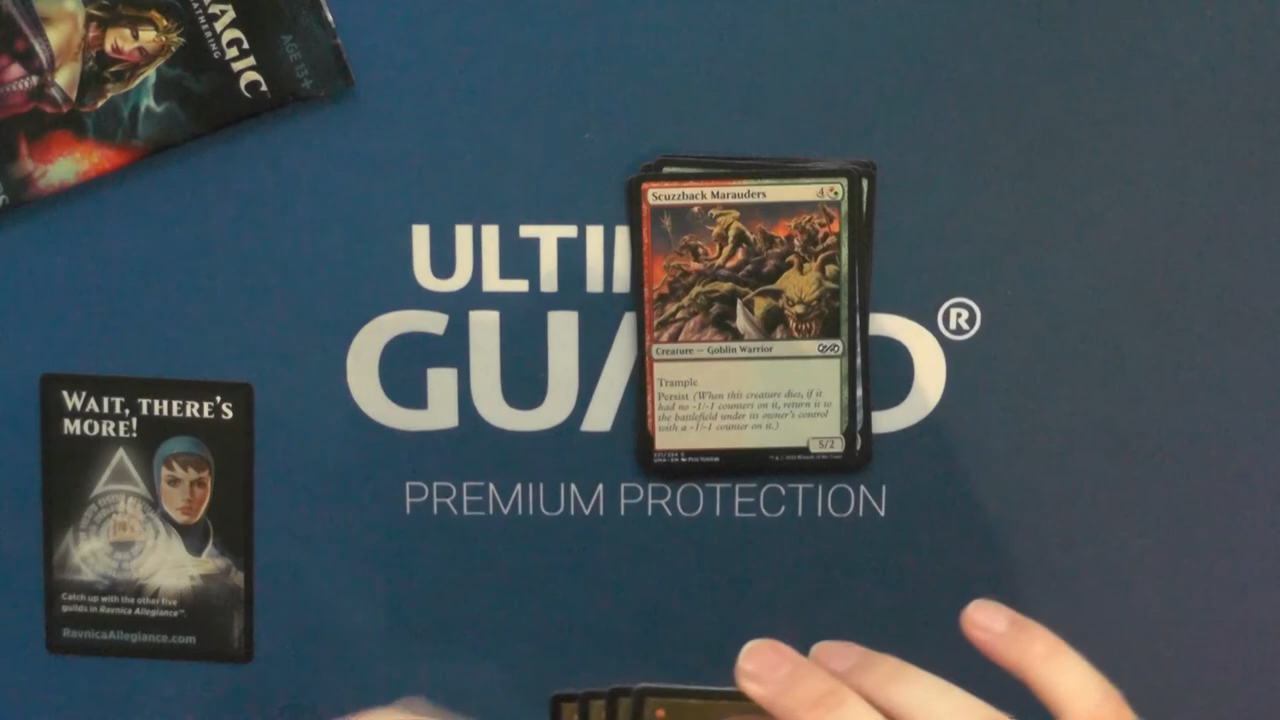 MAGIC
GATHERING
AGE 13+
Scuzzback Marauders
4
Creature — Goblin Warrior
Trample
Persist (When this creature dies, if it
had no -1/-1 counters on it, return it to
the battlefield under its owner's control
with a -1/-1 counter on it.)
5/2
ULTI
GUA D®
PREMIUM PROTECTION
WAIT, THERE'S
MORE!
Catch up with the other five
guilds in Ravnica Allegiance™.
RavnicaAllegiance.com